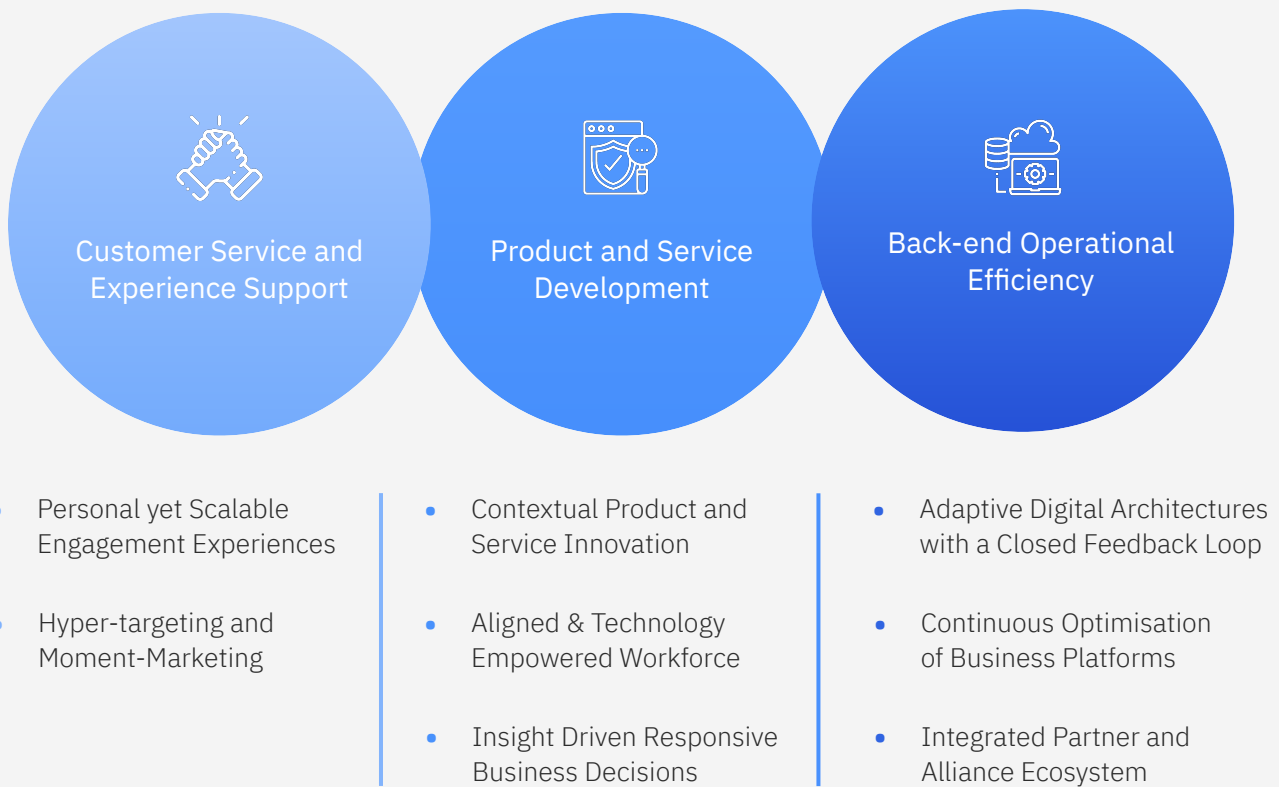 Customer Service and
Experience Support
Product and Service
Development
Back-end Operational
Efficiency
Personal yet Scalable
Engagement Experiences
Hyper-targeting and
Moment-Marketing
Contextual Product and
Service Innovation
Aligned & Technology
Empowered Workforce
Insight Driven Responsive
Business Decisions
Adaptive Digital Architectures
with a Closed Feedback Loop
Continuous Optimisation
of Business Platforms
Integrated Partner and
Alliance Ecosystem